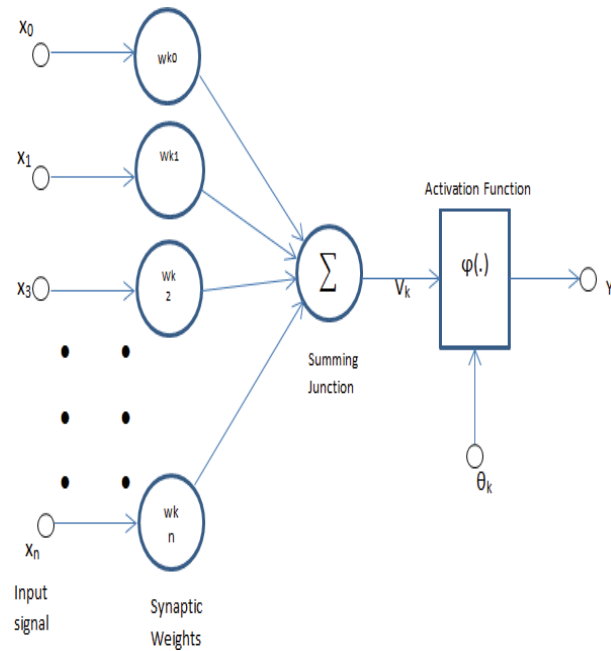 x0
wk0
x1
Wk1
Activation Function
φ(.)
x3
Wk
2
∑
Vk
Y
Summing
Junction
θk
wk
n
xn
Input
signal
Synaptic
Weights